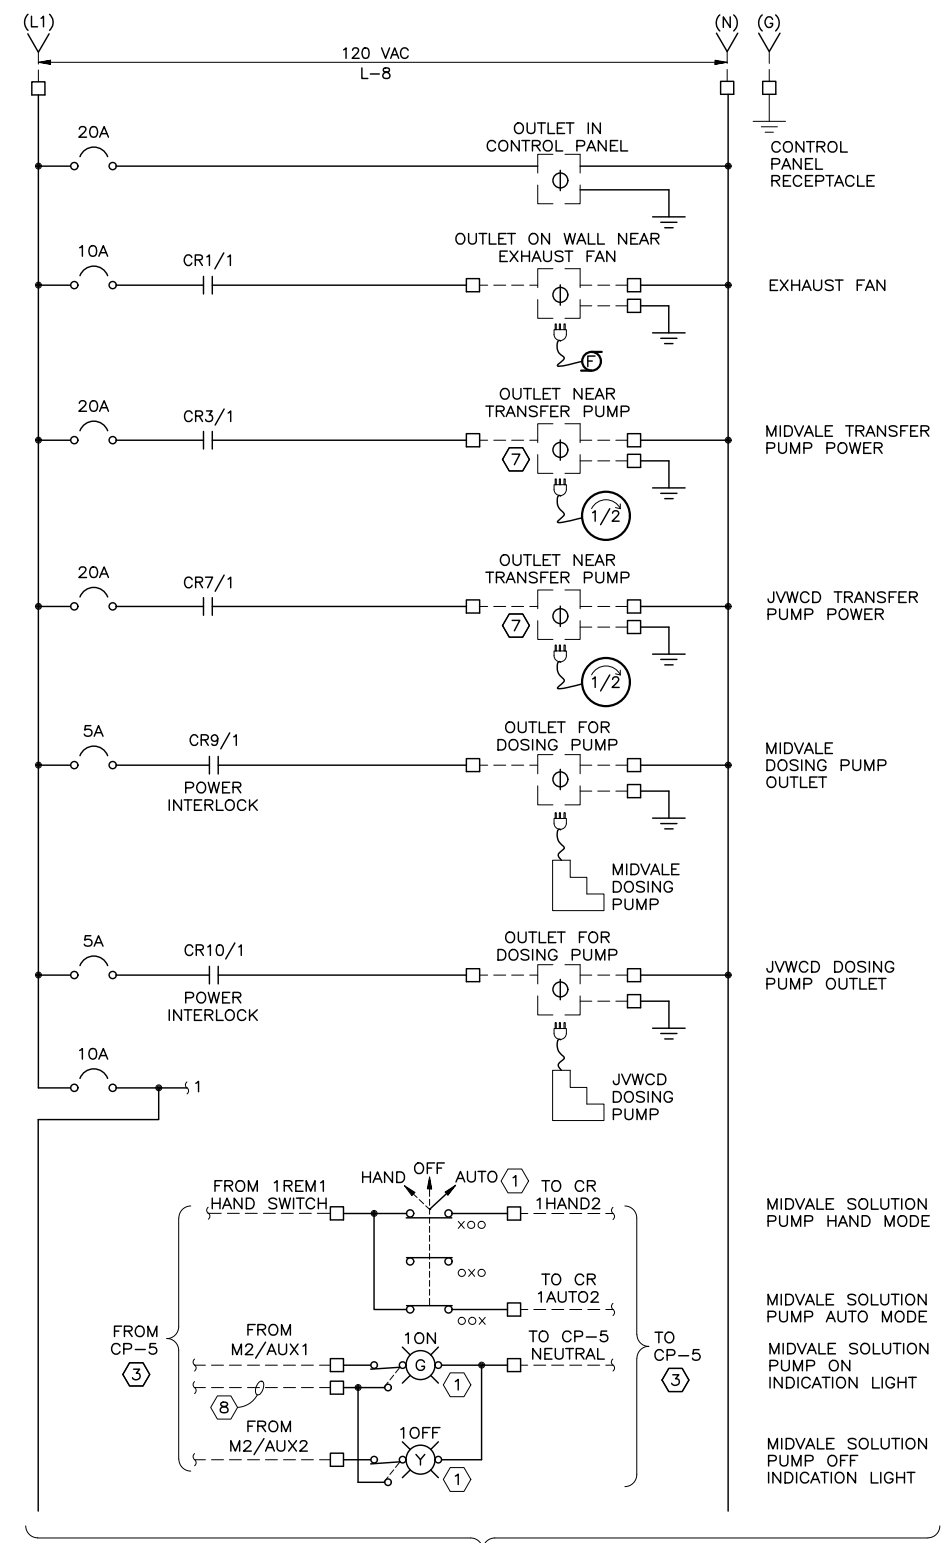 (L1)
(N)
(G)
120 VAC
L-8
20A
OUTLET IN
CONTROL PANEL
CONTROL
PANEL
RECEPTACLE
10A
CR1/1
OUTLET ON WALL NEAR
EXHAUST FAN
EXHAUST FAN
F
20A
CR3/1
OUTLET NEAR
TRANSFER PUMP
7
1/2
MIDVALE TRANSFER
PUMP POWER
20A
CR7/1
OUTLET NEAR
TRANSFER PUMP
7
1/2
JVWCD TRANSFER
PUMP POWER
5A
CR9/1
POWER
INTERLOCK
OUTLET FOR
DOSING PUMP
MIDVALE
DOSING PUMP
OUTLET
MIDVALE
DOSING
PUMP
5A
CR10/1
POWER
INTERLOCK
OUTLET FOR
DOSING PUMP
JVWCD DOSING
PUMP OUTLET
JVWCD
DOSING
PUMP
10A
1
FROM 1REM1
HAND SWITCH
HAND
OFF
AUTO
1
XOO
TO CR
1HAND2
MIDVALE SOLUTION
PUMP HAND MODE
OXO
OOX
TO CR
1AUTO2
MIDVALE SOLUTION
PUMP AUTO MODE
FROM
CP-5
3
FROM
M2/AUX1
8
1ON
G
1
TO CP-5
NEUTRAL
TO
CP-5
3
MIDVALE SOLUTION
PUMP ON
INDICATION LIGHT
FROM
M2/AUX2
1OFF
Y
1
MIDVALE SOLUTION
PUMP OFF
INDICATION LIGHT